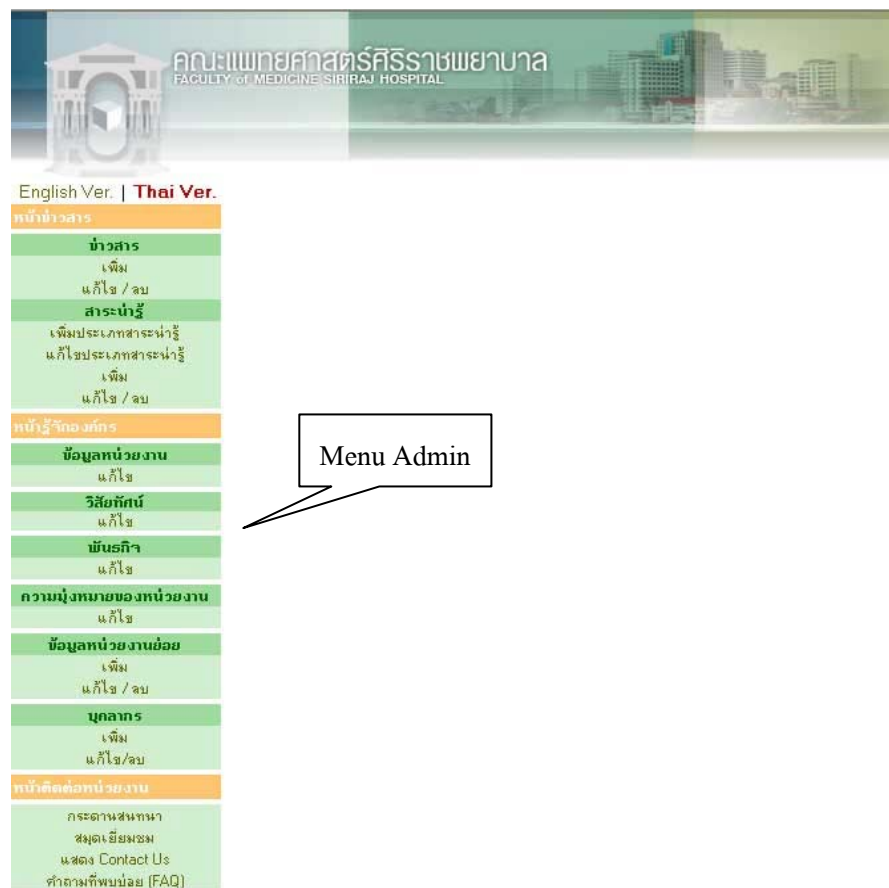 คณะแพทยศาสตร์ศิริราชพยาบาล
FACULTY of MEDICINE SIRIRAJ HOSPITAL
English Ver. | Thai Ver.
หน้าข่าวสาร
ข่าวสาร
เพิ่ม
แก้ไข / ลบ
สาระน่ารู้
เพิ่มประเภทสาระน่ารู้
แก้ไขประเภทสาระน่ารู้
เพิ่ม
แก้ไข / ลบ
หน้ารู้จักองค์กร
ข้อมูลหน่วยงาน
แก้ไข
Menu Admin
วิสัยทัศน์
แก้ไข
พันธกิจ
แก้ไข
ความมุ่งหมายของหน่วยงาน
แก้ไข
ข้อมูลหน่วยงานย่อย
เพิ่ม
แก้ไข / ลบ
บุคลากร
เพิ่ม
แก้ไข/ลบ
หน้าติดต่อหน่วยงาน
กระดานสนทนา
สมุดเยี่ยมชม
แสดง Contact Us
คำถามที่พบบ่อย (FAQ)